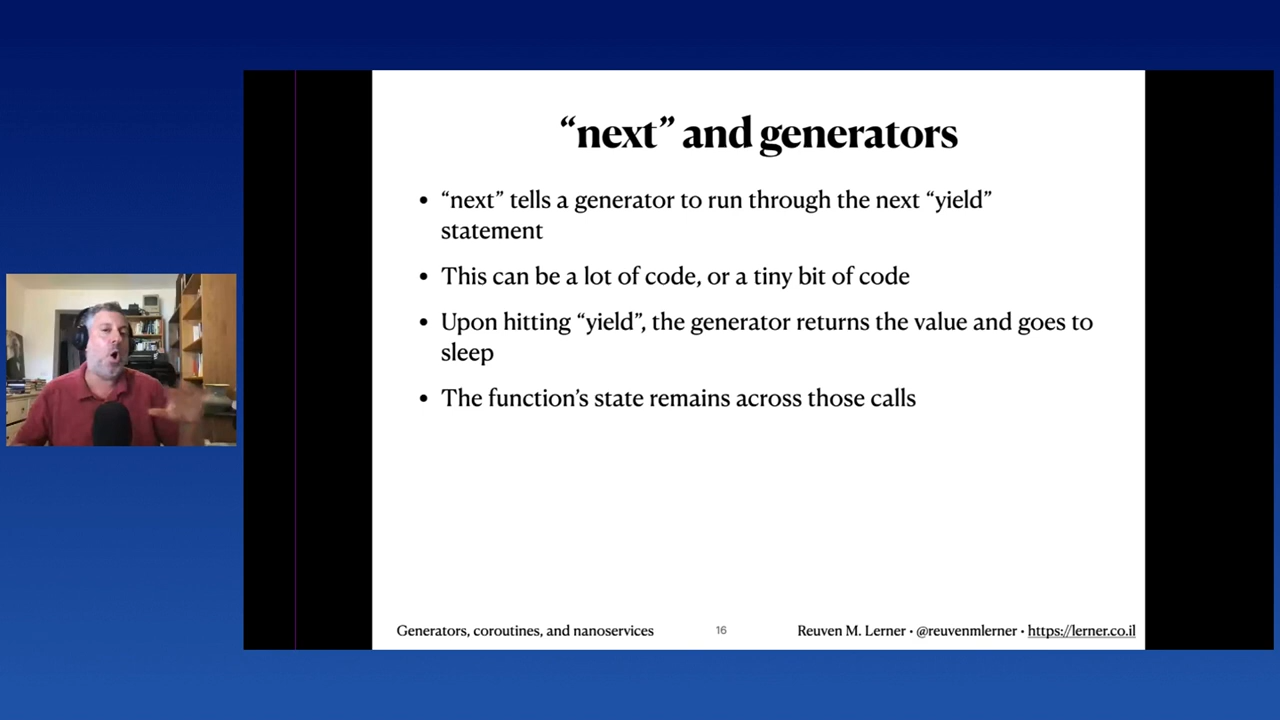 “next” and generators
• “next” tells a generator to run through the next “yield”
statement
• This can be a lot of code, or a tiny bit of code
• Upon hitting “yield”, the generator returns the value and goes to
sleep
• The function’s state remains across those calls
Generators, coroutines, and nanoservices 16 Reuven M. Lerner • @reuvenmlerner • https://lerner.co.il